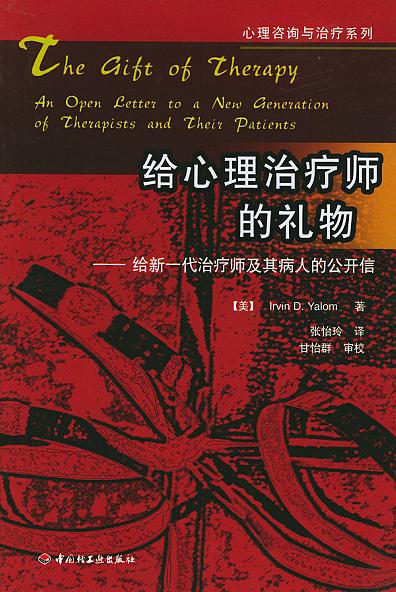 心理咨询与治疗系列
The Gift of Therapy
An Open Letter to a New Generation
of Therapists and Their Patients
给心理治疗师
的礼物
—— 给新一代治疗师及其病人的公开信
【美】 Irvin D. Yalom 著
张怡玲 译
甘怡群 审校
中国轻工业出版社